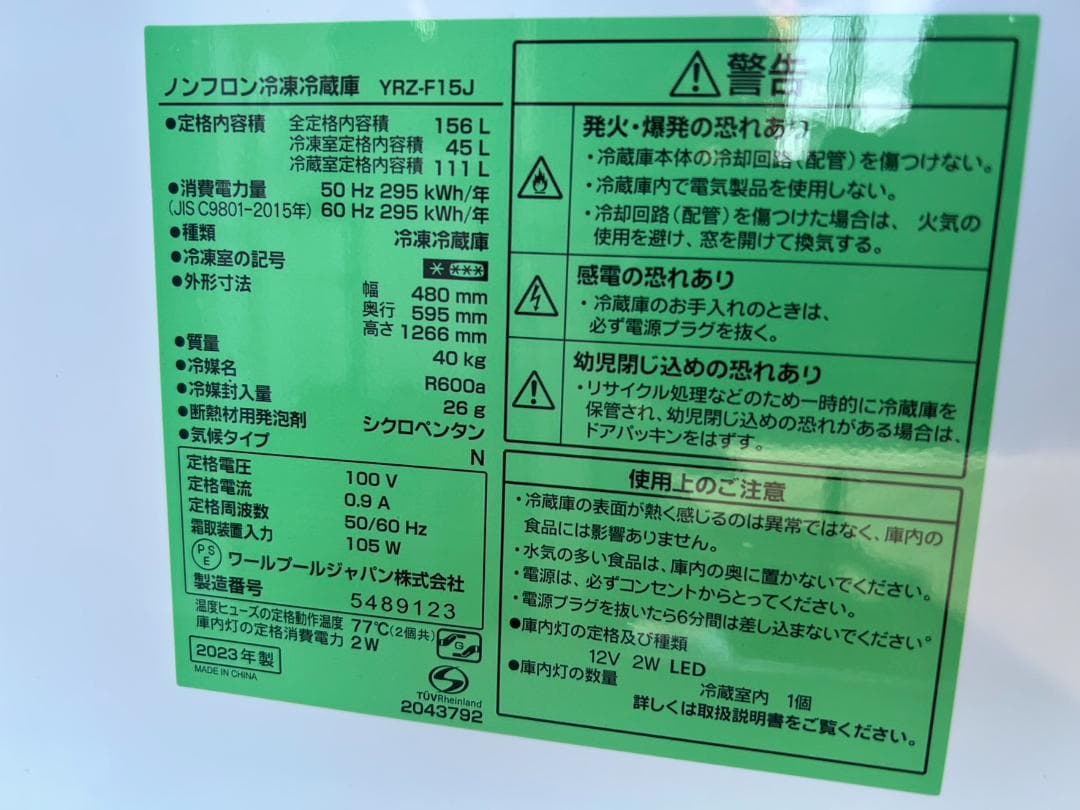 ノンフロン冷凍冷蔵庫 YRZ-F15J
●定格内容積 全定格内容積 156 L
冷凍室定格内容積 45 L
冷蔵室定格内容積 111 L
●消費電力量 50 Hz 295 kWh/年
(JIS C9801-2015年) 60 Hz 295 kWh/年
●種類 冷凍冷蔵庫
●冷凍室の記号
●外形寸法 幅 480 mm
奥行 595 mm
高さ 1266 mm
●質量 40 kg
●冷媒名 R600a
●冷媒封入量 26 g
●断熱材用発泡剤 シクロペンタン
●気候タイプ N
定格電圧 100 V
定格電流 0.9 A
定格周波数 50/60 Hz
霜取装置入力 105 W
PSE ワールプールジャパン株式会社
製造番号 5489123
温度ヒューズの定格動作温度 77℃(2個共)
庫内灯の定格消費電力 2W
G
2023年製
MADE IN CHINA
TÜVRheinland
2043792
警告
発火・爆発の恐れあり
・冷蔵庫本体の冷却回路(配管)を傷つけない。
・冷蔵庫内で電気製品を使用しない。
・冷却回路(配管)を傷つけた場合は、火気の
使用を避け、窓を開けて換気する。
感電の恐れあり
・冷蔵庫のお手入れのときは、
必ず電源プラグを抜く。
幼児閉じ込めの恐れあり
・リサイクル処理などのため一時的に冷蔵庫を
保管され、幼児閉じ込めの恐れがある場合は、
ドアパッキンをはずす。
使用上のご注意
・冷蔵庫の表面が熱く感じるのは異常ではなく、庫内の
食品には影響ありません。
・水気の多い食品は、庫内の奥に置かないでください。
・電源は、必ずコンセントからとってください。
・電源プラグを抜いたら6分間は差し込まないでください。
●庫内灯の定格及び種類
12V 2W LED
●庫内灯の数量
冷蔵室内 1個
詳しくは取扱説明書をご覧ください。